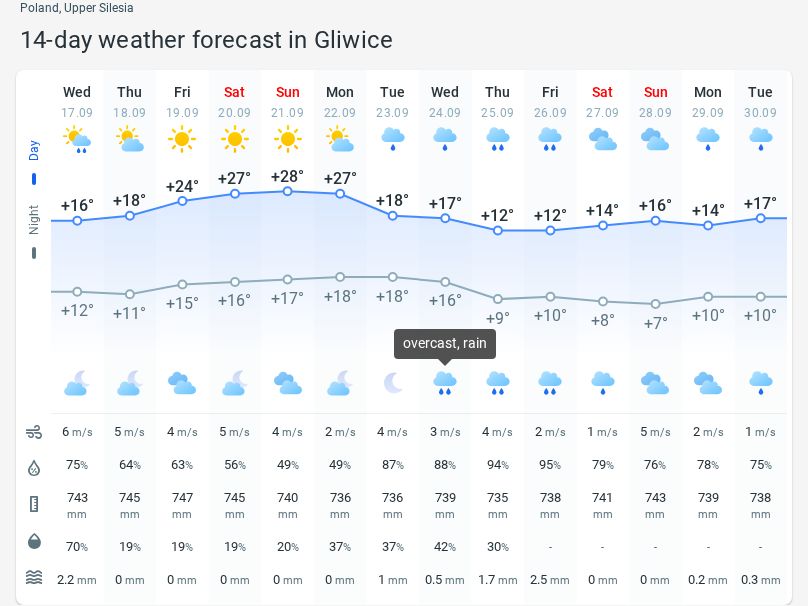 Poland, Upper Silesia
14-day weather forecast in Gliwice
Wed Thu Fri Sat Sun Mon Tue Wed Thu Fri Sat Sun Mon Tue
17.09 18.09 19.09 20.09 21.09 22.09 23.09 24.09 25.09 26.09 27.09 28.09 29.09 30.09
Day
Night
+16° +18° +24° +27° +28° +27° +18° +17° +12° +12° +14° +16° +14° +17°
+12° +11° +15° +16° +17° +18° +18° +16° +9° +10° +8° +7° +10° +10°
overcast, rain
6 m/s 5 m/s 4 m/s 5 m/s 4 m/s 2 m/s 4 m/s 3 m/s 4 m/s 2 m/s 1 m/s 5 m/s 2 m/s 1 m/s
75% 64% 63% 56% 49% 49% 87% 88% 94% 95% 79% 76% 78% 75%
743 745 747 745 740 736 736 739 735 738 741 743 739 738
mm mm mm mm mm mm mm mm mm mm mm mm mm mm
70% 19% 19% 19% 20% 37% 37% 42% 30% - - - - -
2.2 mm 0 mm 0 mm 0 mm 0 mm 0 mm 1 mm 0.5 mm 1.7 mm 2.5 mm 0 mm 0 mm 0.2 mm 0.3 mm